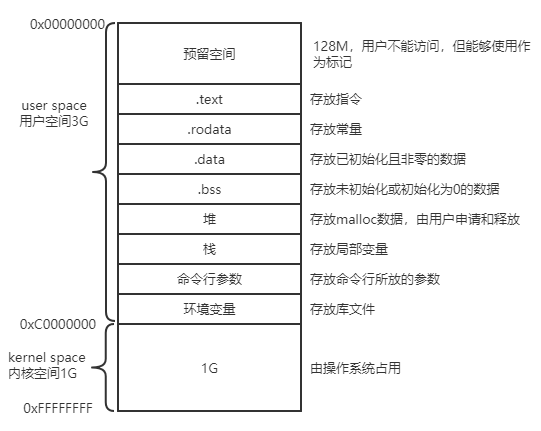 0x00000000
预留空间
128M，用户不能访问，但能够使用作
为标记
user space
用户空间3G
.text
存放指令
.rodata
存放常量
.data
存放已初始化且非零的数据
.bss
存放未初始化或初始化为0的数据
堆
存放malloc数据，由用户申请和释放
栈
存放局部变量
命令行参数
存放命令行所放的参数
环境变量
存放库文件
0xC0000000
kernel space
内核空间1G
1G
由操作系统占用
0xFFFFFFFF